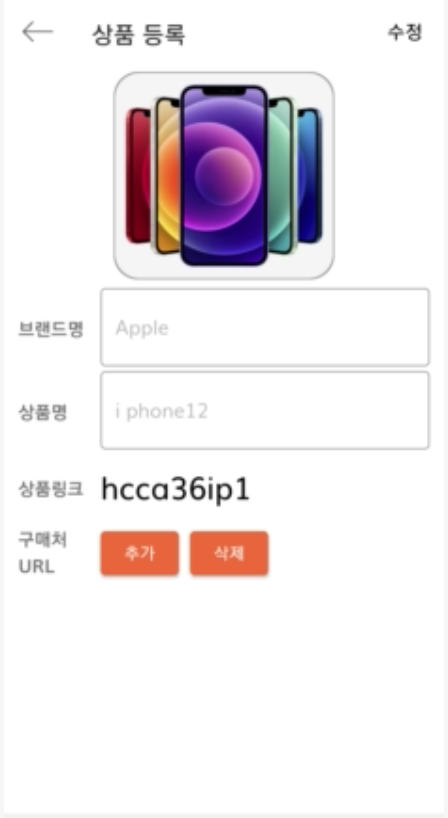 상품 등록 수정
브랜드명 Apple
상품명 i phone12
상품링크 hcca36ip1
구매처
URL
추가 삭제